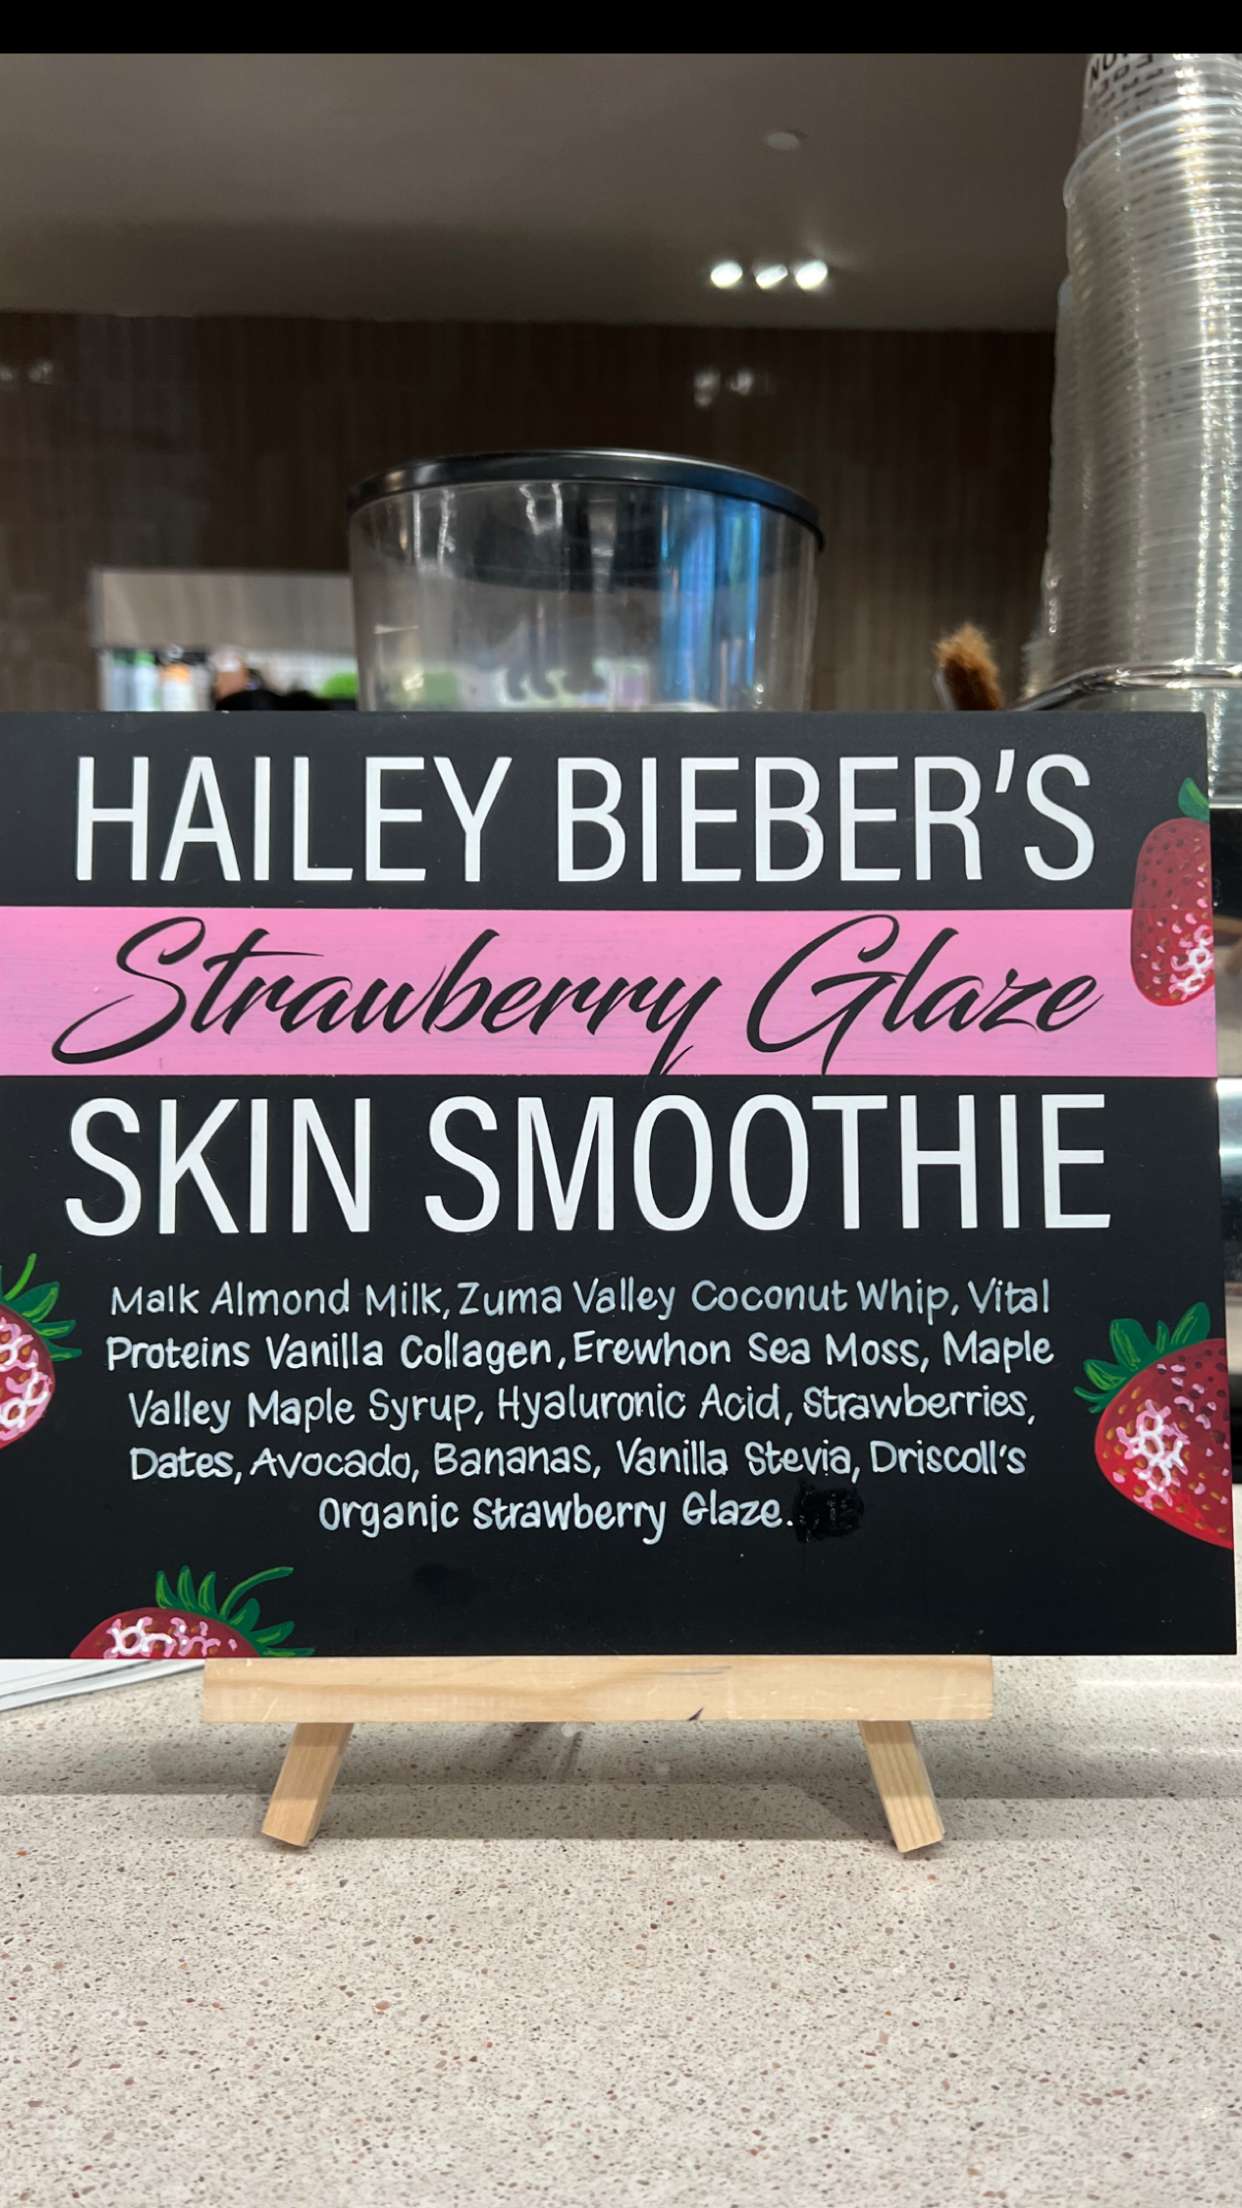 HAILEY BIEBER'S
Strawberry Glaze
SKIN SMOOTHIE
Malk Almond Milk, Zuma Valley Coconut Whip, Vital
Proteins Vanilla Collagen, Erewhon Sea Moss, Maple
Valley Maple Syrup, Hyaluronic Acid, Strawberries,
Dates, Avocado, Bananas, Vanilla Stevia, Driscoll's
Organic Strawberry Glaze.